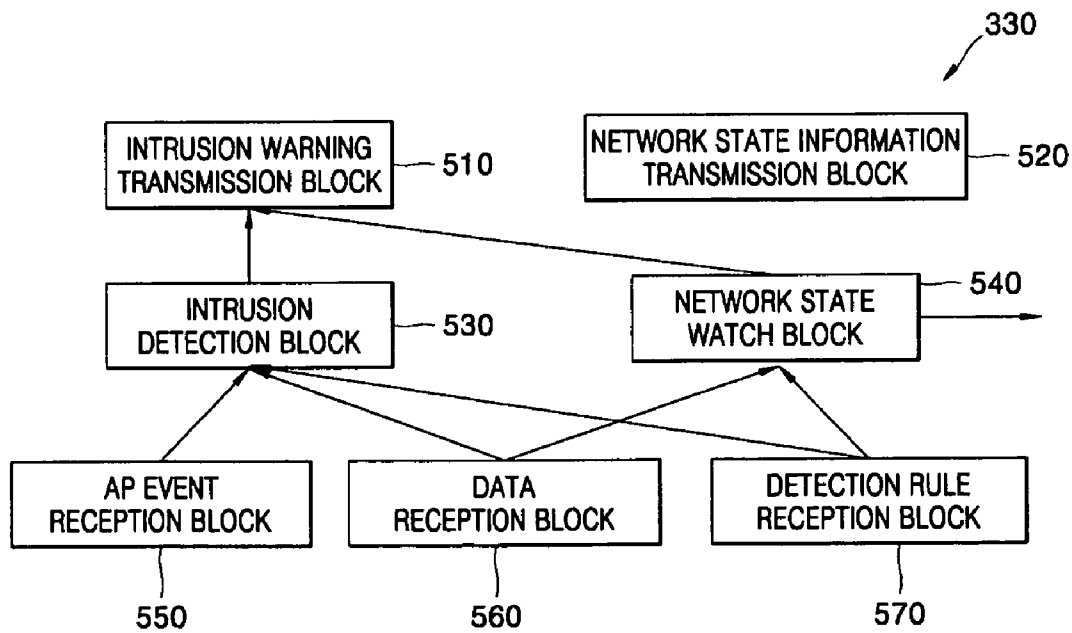 330
INTRUSION WARNING
TRANSMISSION BLOCK
510
NETWORK STATE INFORMATION
TRANSMISSION BLOCK
520
INTRUSION
DETECTION BLOCK
530
NETWORK STATE
WATCH BLOCK
540
AP EVENT
RECEPTION BLOCK
550
DATA
RECEPTION BLOCK
560
DETECTION RULE
RECEPTION BLOCK
570